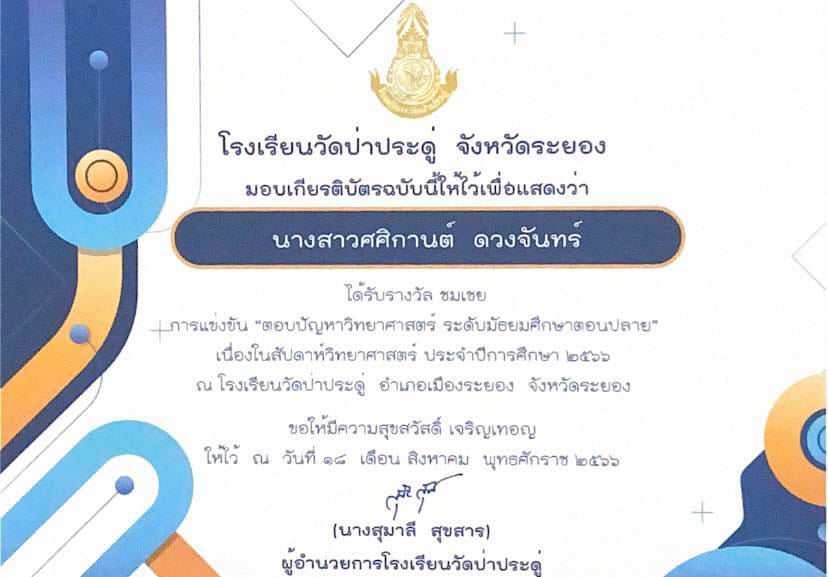 โรงเรียนวัดป่าประดู่ จังหวัดระยอง
มอบเกียรติบัตรฉบับนี้ให้ไว้เพื่อแสดงว่า
นางสาวศศิกานต์ ดวงจันทร์
ได้รับรางวัล ชมเชย
การแข่งขัน “ตอบปัญหาวิทยาศาสตร์ ระดับมัธยมศึกษาตอนปลาย”
เนื่องในสัปดาห์วิทยาศาสตร์ ประจำปีการศึกษา ๒๕๖๖
ณ โรงเรียนวัดป่าประดู่ อำเภอเมืองระยอง จังหวัดระยอง
ขอให้มีความสุขสวัสดิ์ เจริญเทอญ
ให้ไว้ ณ วันที่ ๑๘ เดือน สิงหาคม พุทธศักราช ๒๕๖๖
(นางสุมาลี สุขสาร)
ผู้อำนวยการโรงเรียนวัดป่าประดู่